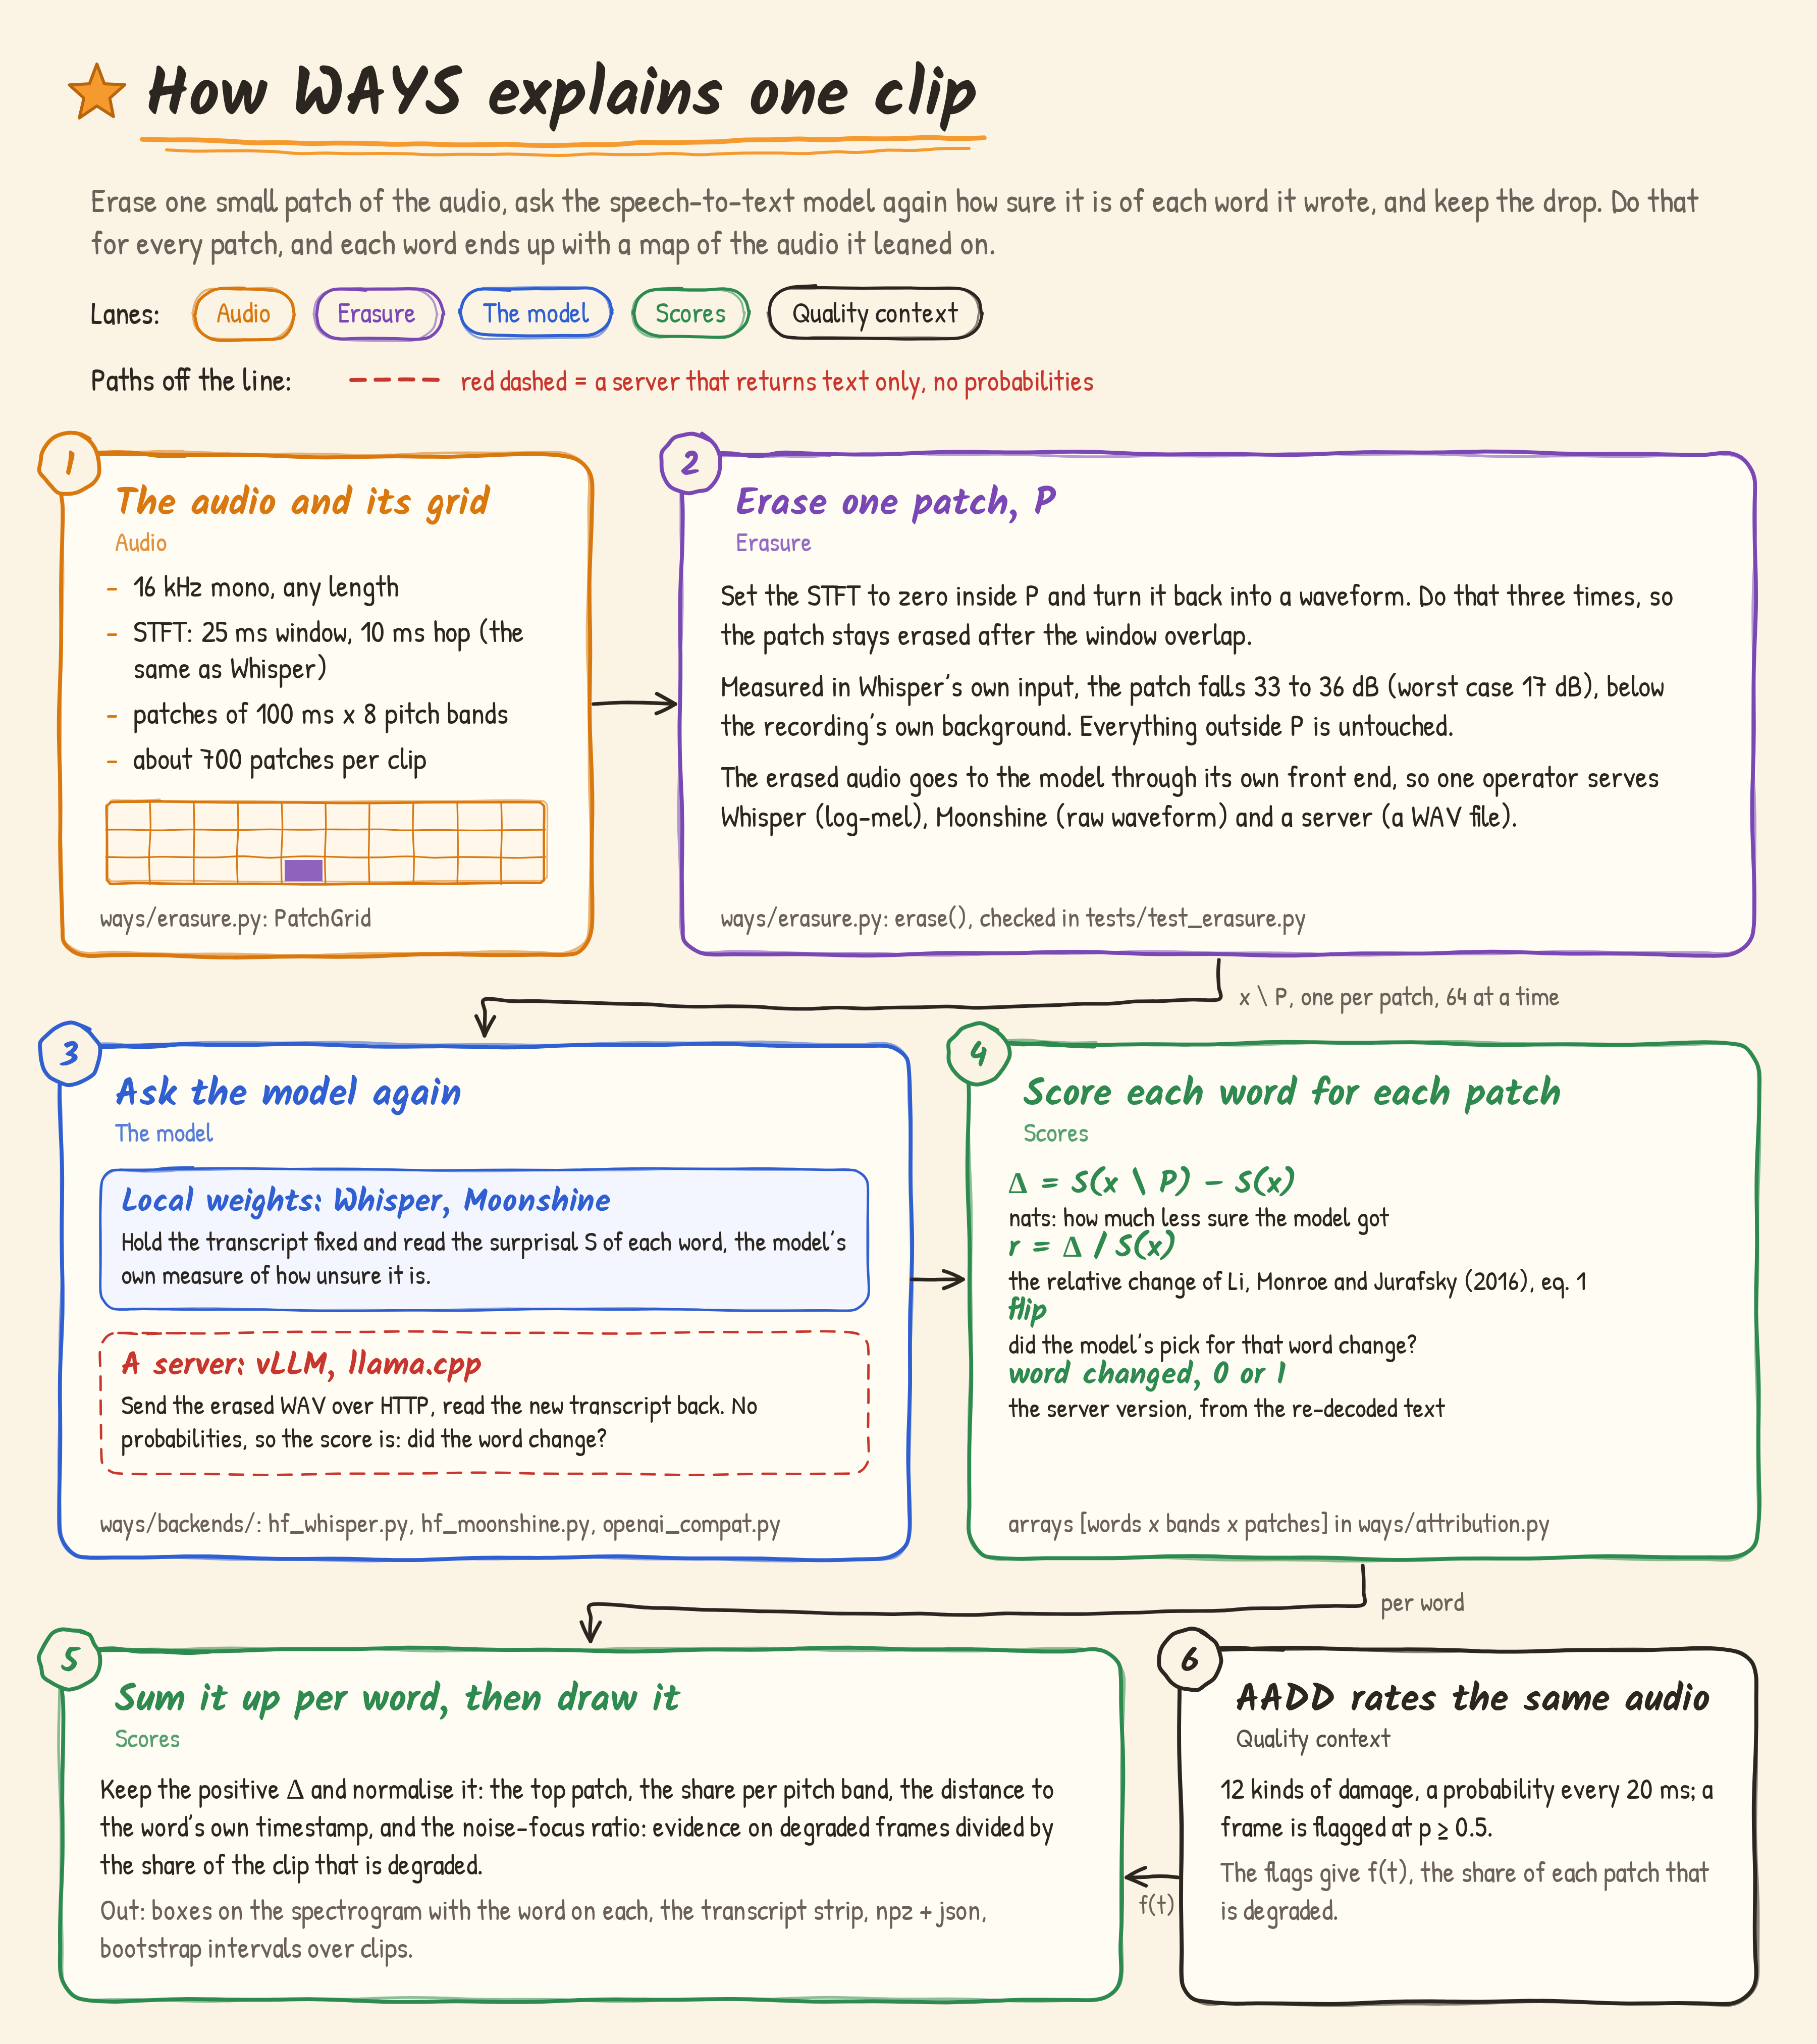 How WAYS explains one clip
Erase one small patch of the audio, ask the speech-to-text model again how sure it is of each word it wrote, and keep the drop. Do that
for every patch, and each word ends up with a map of the audio it leaned on.
Lanes: Audio Erasure The model Scores Quality context
Paths off the line: red dashed = a server that returns text only, no probabilities
1
The audio and its grid
Audio
- 16 kHz mono, any length
- STFT: 25 ms window, 10 ms hop (the
same as Whisper)
- patches of 100 ms x 8 pitch bands
- about 700 patches per clip
ways/erasure.py: PatchGrid
2
Erase one patch, P
Erasure
Set the STFT to zero inside P and turn it back into a waveform. Do that three times, so
the patch stays erased after the window overlap.
Measured in Whisper's own input, the patch falls 33 to 36 dB (worst case 17 dB), below
the recording's own background. Everything outside P is untouched.
The erased audio goes to the model through its own front end, so one operator serves
Whisper (log-mel), Moonshine (raw waveform) and a server (a WAV file).
ways/erasure.py: erase(), checked in tests/test_erasure.py
x \ P, one per patch, 64 at a time
3
Ask the model again
The model
Local weights: Whisper, Moonshine
Hold the transcript fixed and read the surprisal S of each word, the model's
own measure of how unsure it is.
A server: vLLM, llama.cpp
Send the erased WAV over HTTP, read the new transcript back. No
probabilities, so the score is: did the word change?
ways/backends/: hf_whisper.py, hf_moonshine.py, openai_compat.py
4
Score each word for each patch
Scores
Δ = S(x \ P) - S(x)
nats: how much less sure the model got
r = Δ / S(x)
the relative change of Li, Monroe and Jurafsky (2016), eq. 1
flip
did the model's pick for that word change?
word changed, 0 or 1
the server version, from the re-decoded text
arrays [words x bands x patches] in ways/attribution.py
per word
5
Sum it up per word, then draw it
Scores
Keep the positive Δ and normalise it: the top patch, the share per pitch band, the distance to
the word's own timestamp, and the noise-focus ratio: evidence on degraded frames divided by
the share of the clip that is degraded.
Out: boxes on the spectrogram with the word on each, the transcript strip, npz + json,
bootstrap intervals over clips.
f(t)
6
AADD rates the same audio
Quality context
12 kinds of damage, a probability every 20 ms; a
frame is flagged at p ≥ 0.5.
The flags give f(t), the share of each patch that
is degraded.